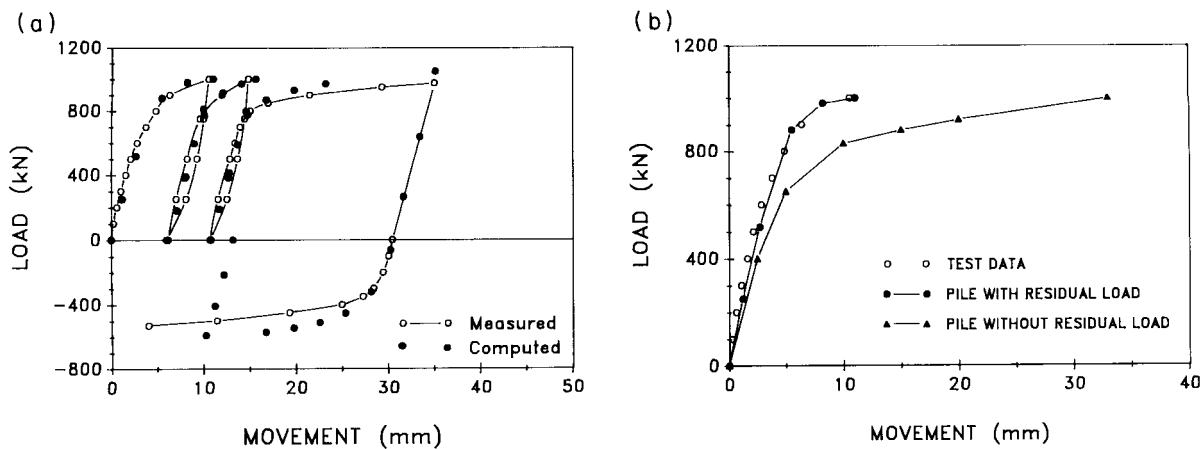 (a)
1200
800
400
0
−400
−800
LOAD (kN)
0
10
20
30
40
50
MOVEMENT (mm)
Measured
Computed
(b)
1200
800
400
0
LOAD (kN)
0
10
20
30
40
MOVEMENT (mm)
TEST DATA
PILE WITH RESIDUAL LOAD
PILE WITHOUT RESIDUAL LOAD